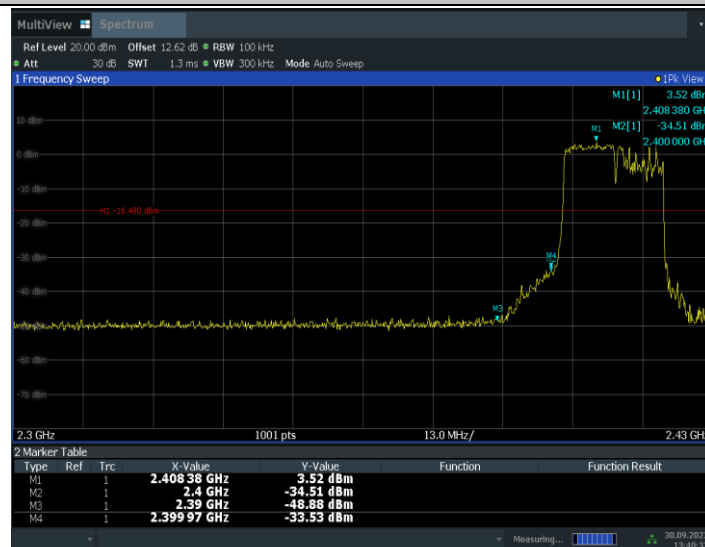 MultiView Spectrum
Ref Level 20.00 dBm Offset 12.62 dB RBW 100 kHz
Att 30 dB SWT 1.3 ms VBW 300 kHz Mode Auto Sweep
1 Frequency Sweep 1Pk View
M1[1] 3.52 dBm
2.408 380 GH
M2[1] -34.51 dBm
2.400 000 GH
10 dBm
M1
0 dBm
-10 dBm
H1 -16.480 dBm
-20 dBm
-30 dBm
M4
-40 dBm
M3
-60 dBm
-70 dBm
2.3 GHz 1001 pts 13.0 MHz/ 2.43 GH
2 Marker Table
Type Ref Trc X-Value Y-Value Function Function Result
M1 1 2.408 38 GHz 3.52 dBm
M2 1 2.4 GHz -34.51 dBm
M3 1 2.39 GHz -48.88 dBm
M4 1 2.399 97 GHz -33.53 dBm
Measuring... 30.09.202